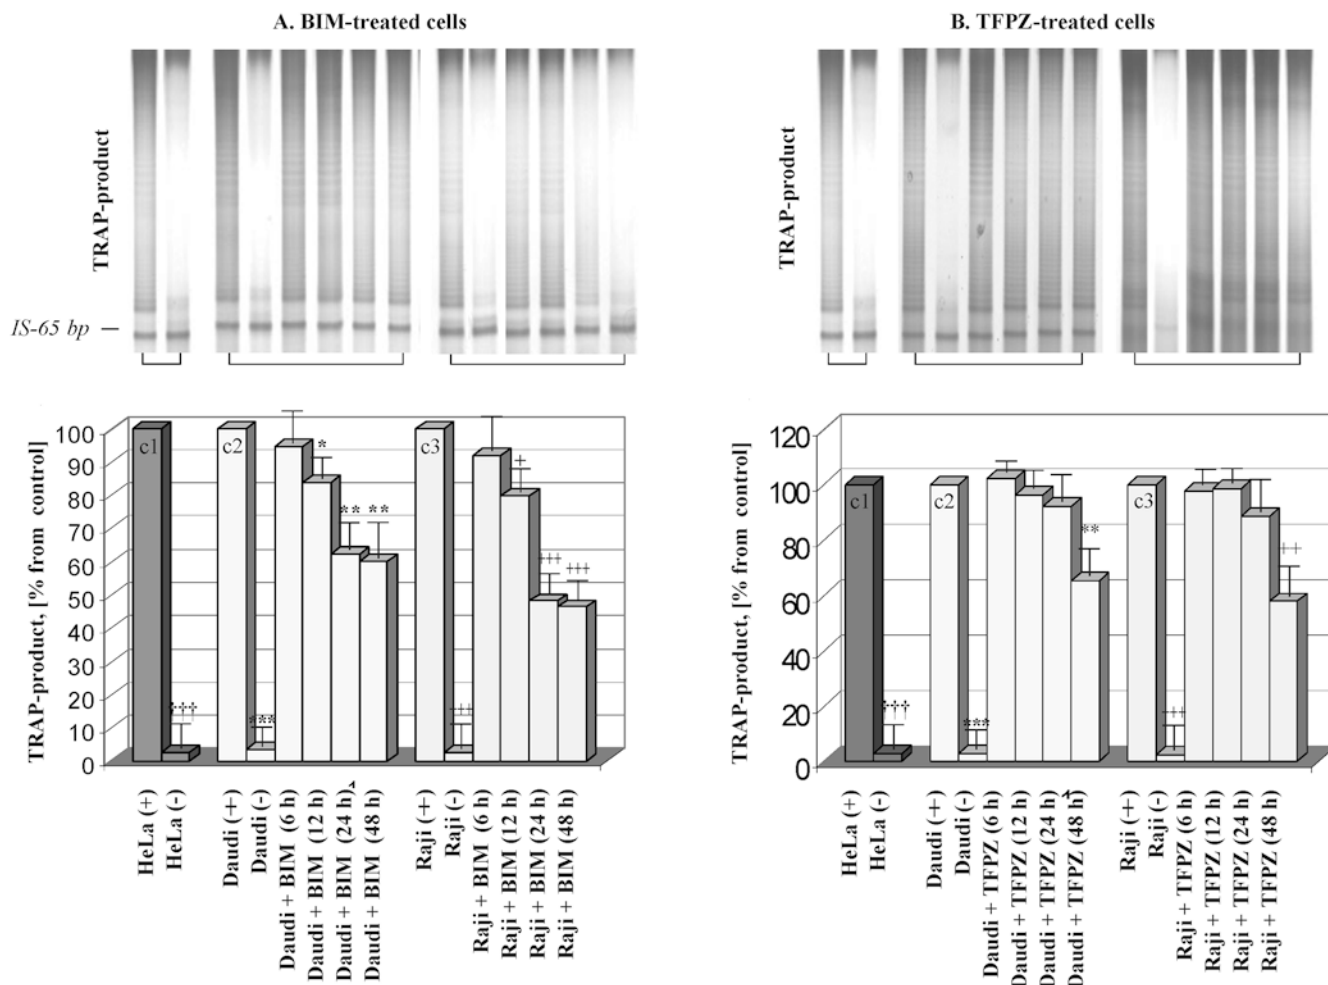 A. BIM-treated cells
TRAP-product
IS-65 bp
TRAP-product, [% from control]
100
90
80
70
60
50
40
30
20
10
0
c1
†††
c2
***
*
**
**
c3
+++
+
+++
+++
HeLa (+)
HeLa (-)
Daudi (+)
Daudi (-)
Daudi + BIM (6 h)
Daudi + BIM (12 h)
Daudi + BIM (24 h)
Daudi + BIM (48 h)
Raji (+)
Raji (-)
Raji + BIM (6 h)
Raji + BIM (12 h)
Raji + BIM (24 h)
Raji + BIM (48 h)
B. TFPZ-treated cells
TRAP-product
TRAP-product, [% from control]
120
100
80
60
40
20
0
c1
†††
c2
***
**
c3
+++
++
HeLa (+)
HeLa (-)
Daudi (+)
Daudi (-)
Daudi + TFPZ (6 h)
Daudi + TFPZ (12 h)
Daudi + TFPZ (24 h)
Daudi + TFPZ (48 h)
Raji (+)
Raji (-)
Raji + TFPZ (6 h)
Raji + TFPZ (12 h)
Raji + TFPZ (24 h)
Raji + TFPZ (48 h)